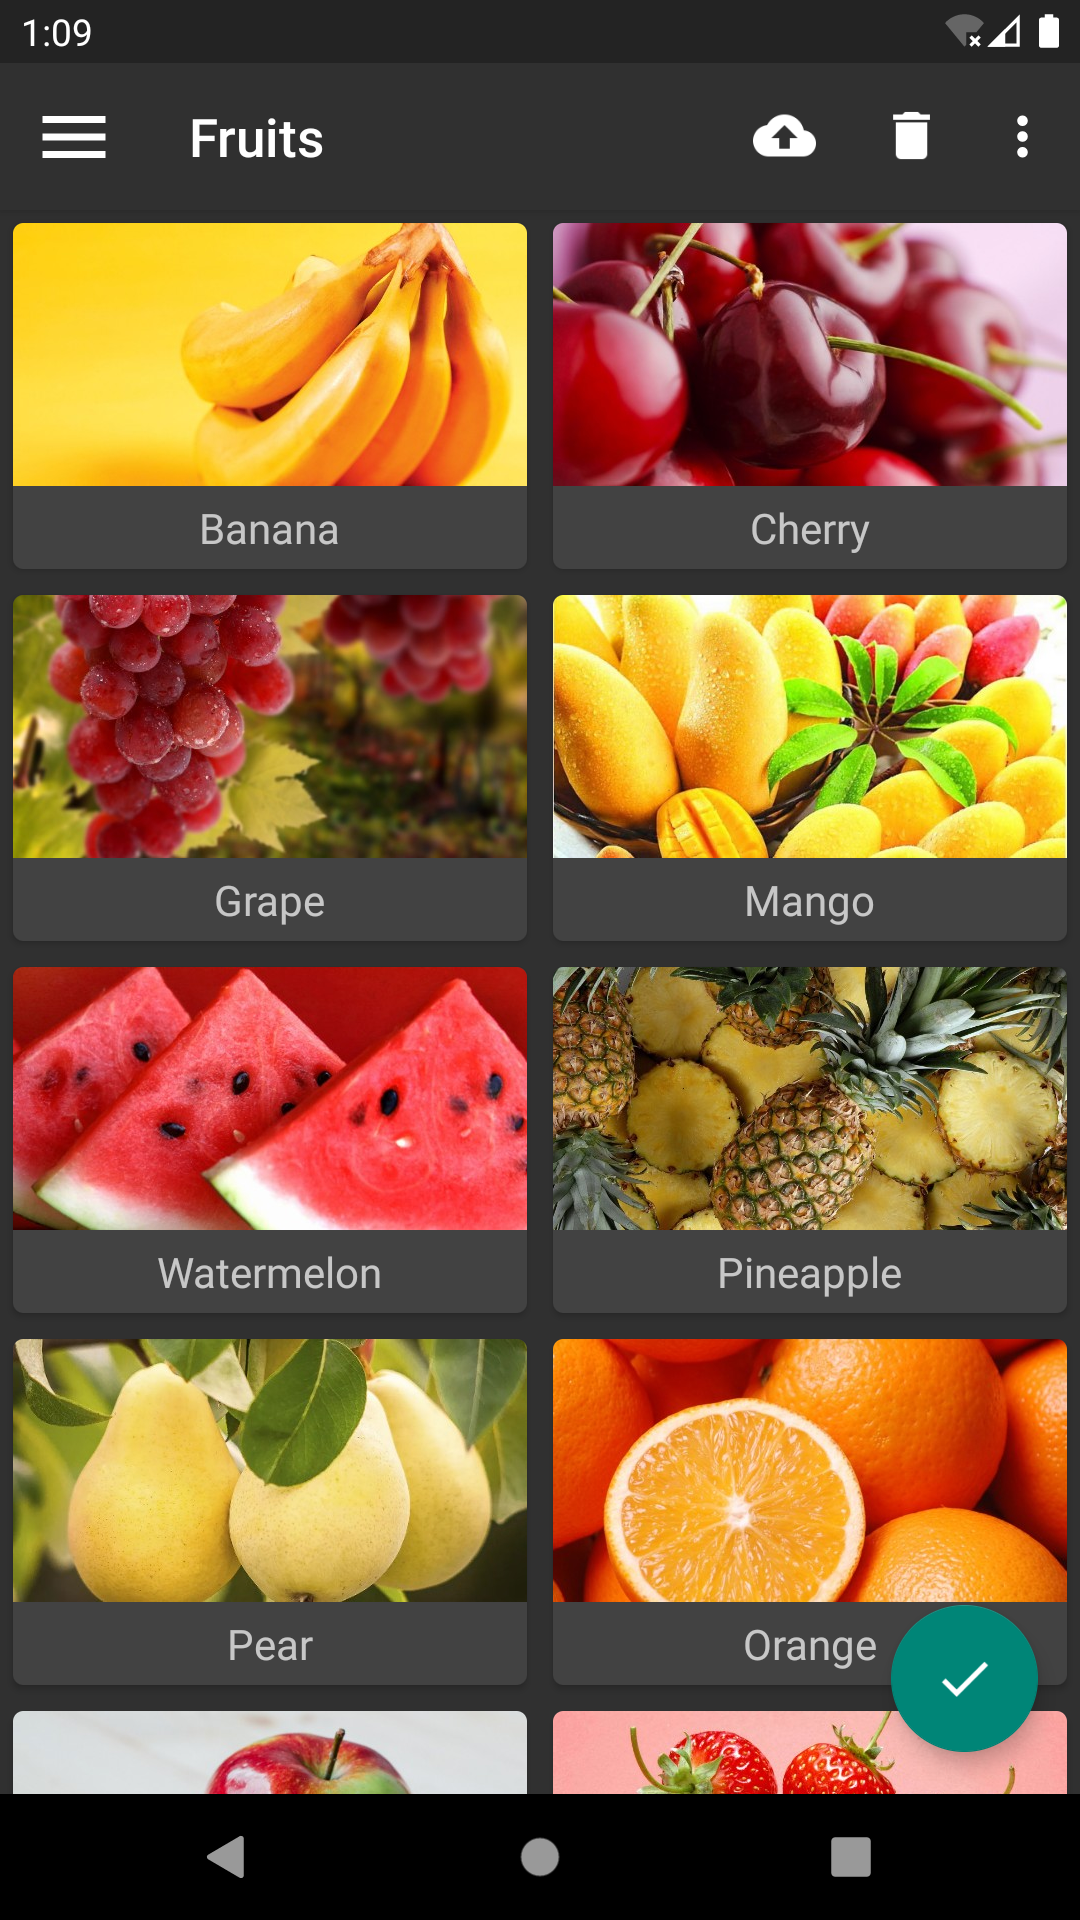 1:09
Fruits
Banana
Cherry
Grape
Mango
Watermelon
Pineapple
Pear
Orange